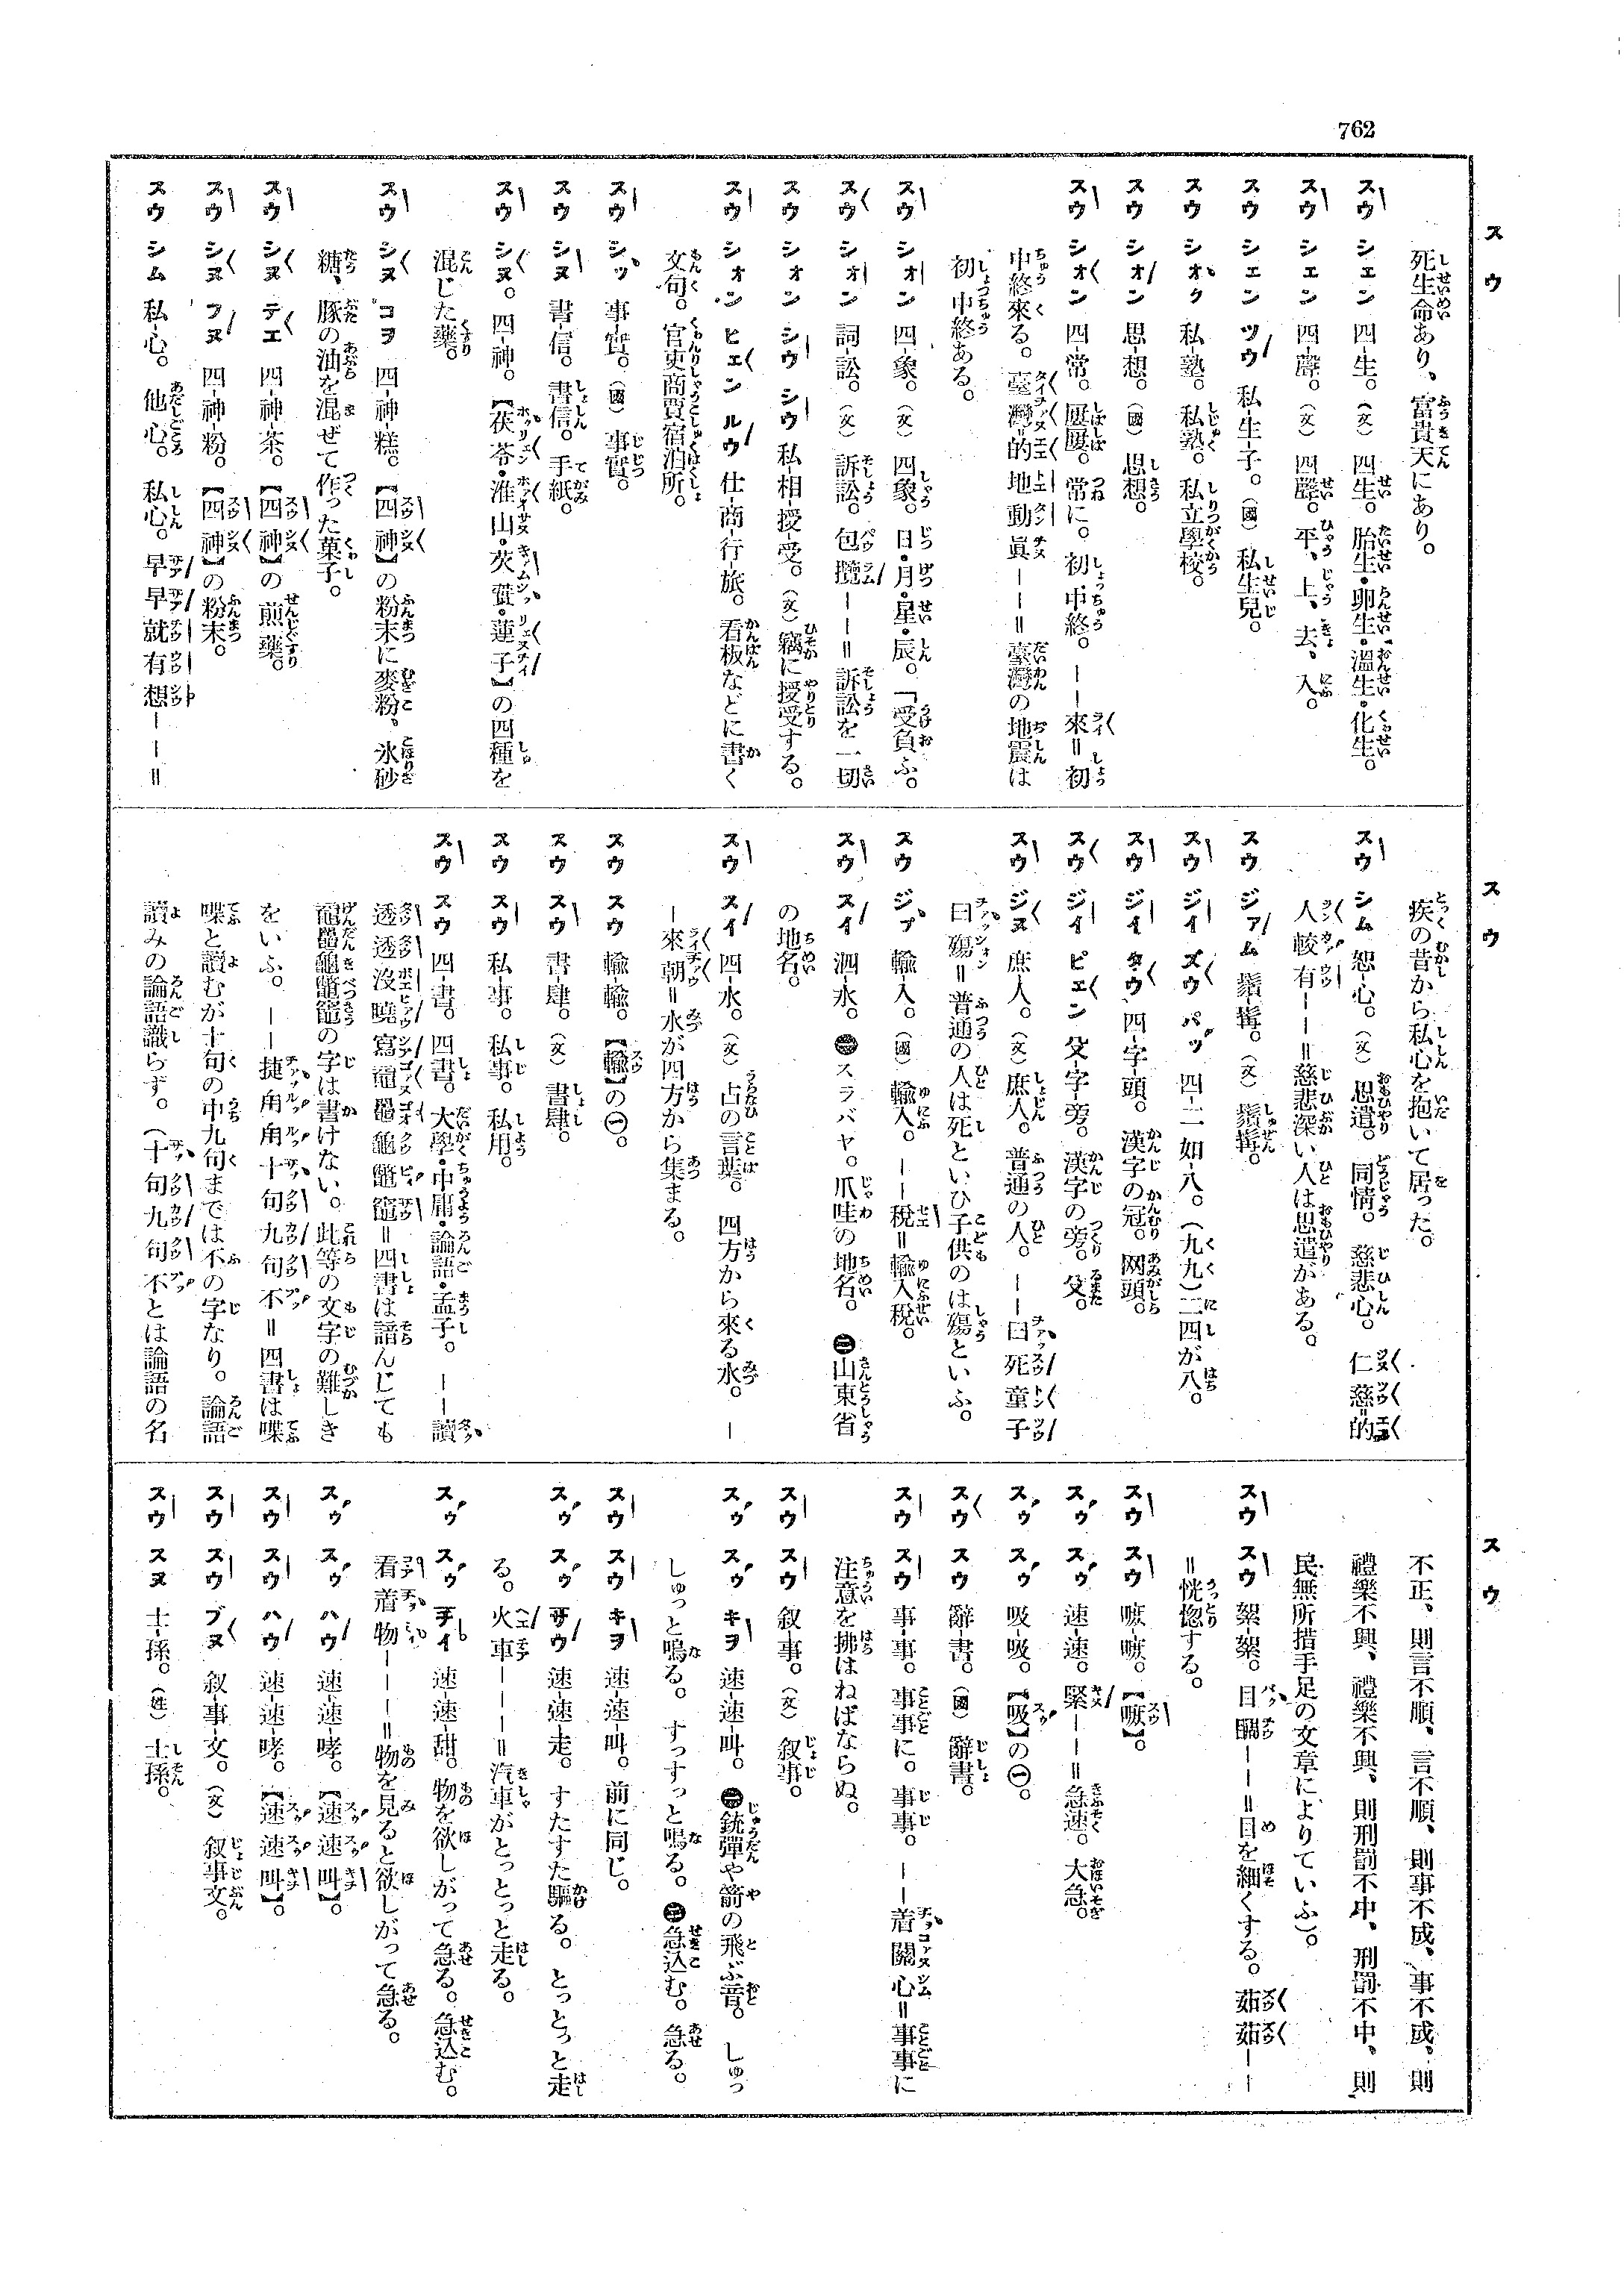 762
スウ
死生命あり、富貴天にあり。
スウ シェン 四-生。(文) 四生。胎生・卵生・溫生・化生。
スウ シェン 四-聲。(文) 四聲。平、上、去、入。
スウ シェン ツウ 私-生-子。(國) 私生兒。
スウ シォク 私-塾。私塾。私立學校。
スウ シォン 思-想。(國) 思想。
スウ シォン 四-常。屢屢。常に。初中終。——來=初
中終來る。臺灣-的地動眞——=臺灣の地震は
初中終ある。
スウ シォン 四-象。(文) 四象。日・月・星・辰。「受負ふ。
スウ シォン 詞-訟。(文) 訴訟。包攬——=訴訟を一切
スウ シォン シウ シウ 私-相-授-受。(文) 竊に授受する。
スウ シォン ヒェン ルウ 仕-商-行-旅。看板などに書く
文句。官吏商賈宿泊所。
スウ シッ 事-實。(國) 事實。
スウ シヌ 書-信。書信。手紙。
スウ シヌ。四-神。【茯苓・淮山・芡實・蓮子】の四種を
混じた藥。
スウ シヌ コヲ 四-神-糕。【四神】の粉末に麥粉。氷砂
糖、豚の油を混ぜて作った菓子。
スウ シヌ テエ 四-神-茶。【四神】の煎藥。
スウ シヌ フヌ 四-神-粉。【四神】の粉末。
スウ シム 私-心。他心。私心。早早就有想——=
スウ
疾の昔から私心を抱いて居った。
スウ シム 恕-心。(文) 思遣。同情。慈悲心。仁慈-的
人較有——=慈悲深い人は思遣がある。
スウ ジァム 鬚-髯。(文) 鬚髯。
スウ ジイ ズウ パッ 四-二-如-八。(九九)二四が八。
スウ ジイ タウ 四-字-頭。漢字の冠。网頭。
スウ ジイ ピェン 殳-字-旁。漢字の旁。殳。
スウ ジヌ 庶-人。(文) 庶人。普通の人。——曰死童子
曰殤=普通の人は死といひ子供のは殤といふ。
スウ ジプ 輸-入。(國) 輸入。——稅=輸入稅。
スウ スイ 泗-水。㊀スラバヤ。爪哇の地名。㊁山東省
の地名。
スウ スイ 四-水。(文) 占の言葉。四方から來る水。—
—來朝=水が四方から集まる。
スウ スウ 輸-輸。【輸】の㊀。
スウ スウ 書-肆。(文) 書肆。
スウ スウ 私-事。私事。私用。
スウ スウ 四-書。四書。大學・中庸・論語・孟子。——讀
透透沒曉寫黿鼉龜鼈鼋=四書は諳んじても
黿鼉龜鼈の字は書けない。此等の文字の難しき
をいふ。——捷角角十句九句不=四書は喋
喋と讀むが十句の中九句までは不の字なり。論語
讀みの論語識らず。(十句九句不とは論語の名
スウ
不正、則言不順、言不順、則事不成、事不成、則
禮樂不興、禮樂不興、則刑罰不中、刑罰不中、則
民無所措手足の文章によりていふ)。
スウ スウ 絮-絮。目瞷——=目を細くする。茹茹——
=恍惚する。
スウ スウ 嗽-嗽。【嗽】。
スゥ スゥ 速-速。緊——=急速。大急。
スゥ スゥ 吸-吸。【吸】の㊀。
スウ スウ 辭-書。(國) 辭書。
スウ スウ 事-事。事事に。事事。——着關心=事事に
注意を拂はねばならぬ。
スウ スウ 叙-事。(文) 叙事。
スゥ スゥ キヲ 速-速-叫。㊀銃彈や箭の飛ぶ音。しゅっ
しゅっと鳴る。すっすっと鳴る。㊁急込む。急る。
スウ スウ キヲ 速-速-叫。前に同じ。
スゥ スゥ サウ 速-速-走。すたすた驅る。とっとっと走
る。火車———=汽車がとっとっと走る。
スゥ スゥ チイ 速-速-甜。物を欲しがって急る。急込む。
看着物———=物を見ると欲しがって急る。
スゥ スゥ ハウ 速-速-哮。【速速叫】。
スウ スウ ハウ 速-速-哮。【速速叫】。
スウ スウ ブヌ 叙-事-文。(文) 叙事文。
スウ スヌ 士-孫。(姓) 士孫。